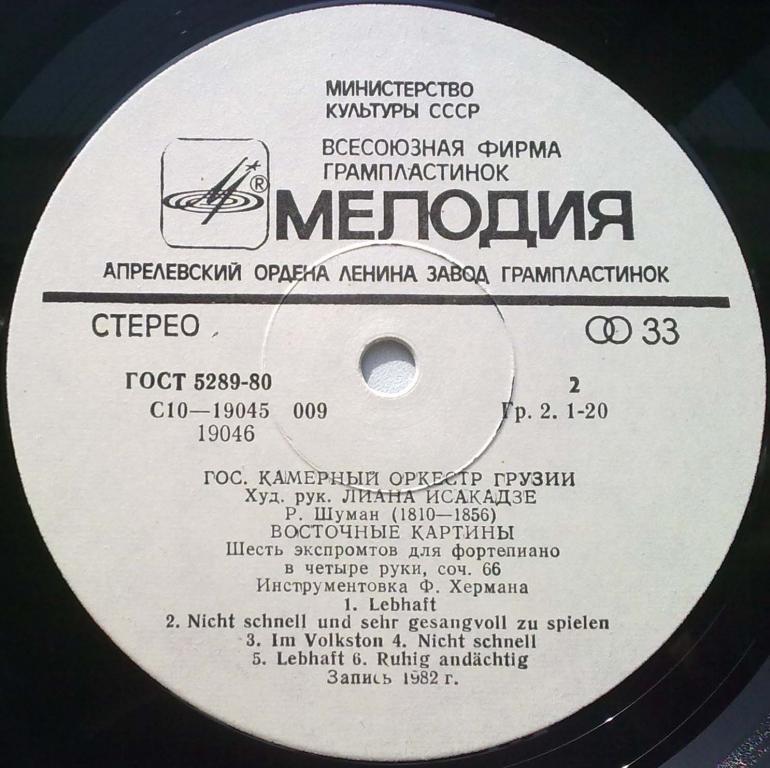 МИНИСТЕРСТВО
КУЛЬТУРЫ СССР
ВСЕСОЮЗНАЯ ФИРМА
ГРАМПЛАСТИНОК
® МЕЛОДИЯ
АПРЕЛЕВСКИЙ ОРДЕНА ЛЕНИНА ЗАВОД ГРАМПЛАСТИНОК
СТЕРЕО 33
ГОСТ 5289-80 2
С10—19045 009 Гр. 2. 1-20
19046
ГОС. КАМЕРНЫЙ ОРКЕСТР ГРУЗИИ
Худ. рук. ЛИАНА ИСАКАДЗЕ
Р. Шуман (1810—1856)
ВОСТОЧНЫЕ КАРТИНЫ
Шесть экспромтов для фортепиано
в четыре руки, соч. 66
Инструментовка Ф. Хермана
1. Lebhaft
2. Nicht schnell und sehr gesangvoll zu spielen
3. Im Volkston 4. Nicht schnell
5. Lebhaft 6. Ruhig andächtig
Запись 1982 г.